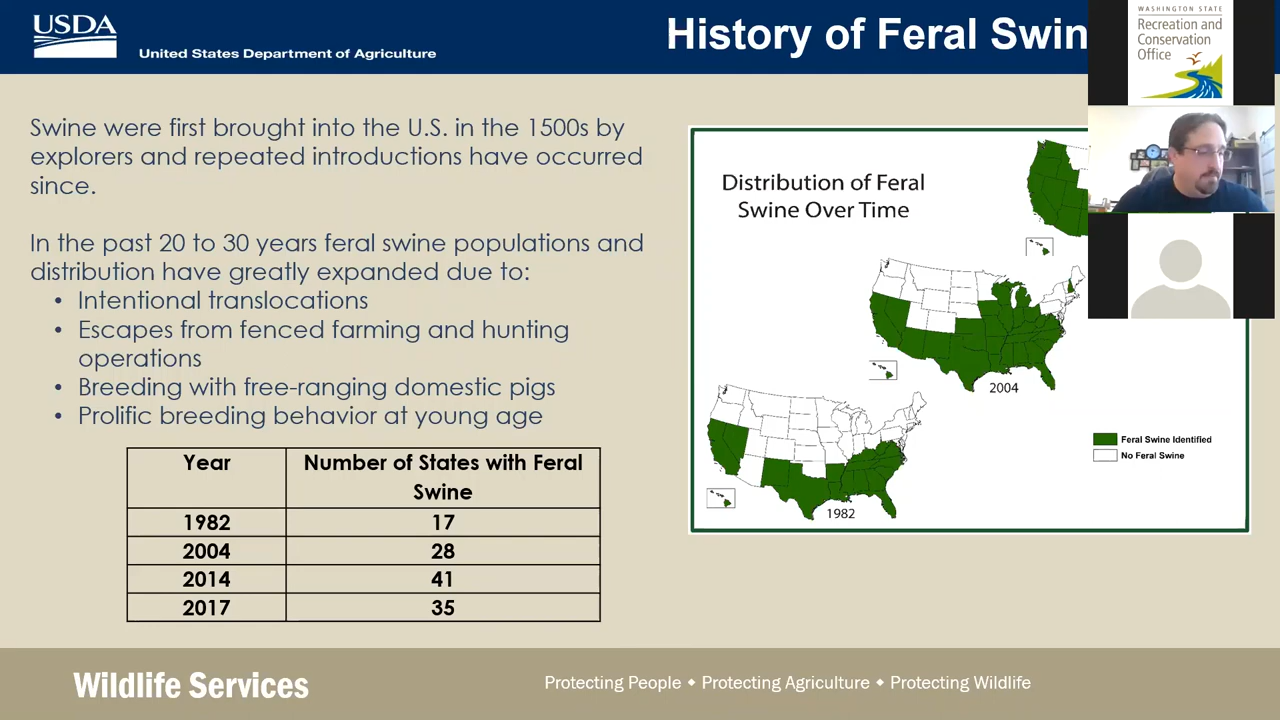 USDA
United States Department of Agriculture
History of Feral Swin
WASHINGTON STATE
Recreation and
Conservation
Office
Swine were first brought into the U.S. in the 1500s by
explorers and repeated introductions have occurred
since.
In the past 20 to 30 years feral swine populations and
distribution have greatly expanded due to:
• Intentional translocations
• Escapes from fenced farming and hunting
operations
• Breeding with free-ranging domestic pigs
• Prolific breeding behavior at young age
Year Number of States with Feral
Swine
1982 17
2004 28
2014 41
2017 35
Distribution of Feral
Swine Over Time
2004
1982
Feral Swine Identified
No Feral Swine
Wildlife Services
Protecting People ◆ Protecting Agriculture ◆ Protecting Wildlife